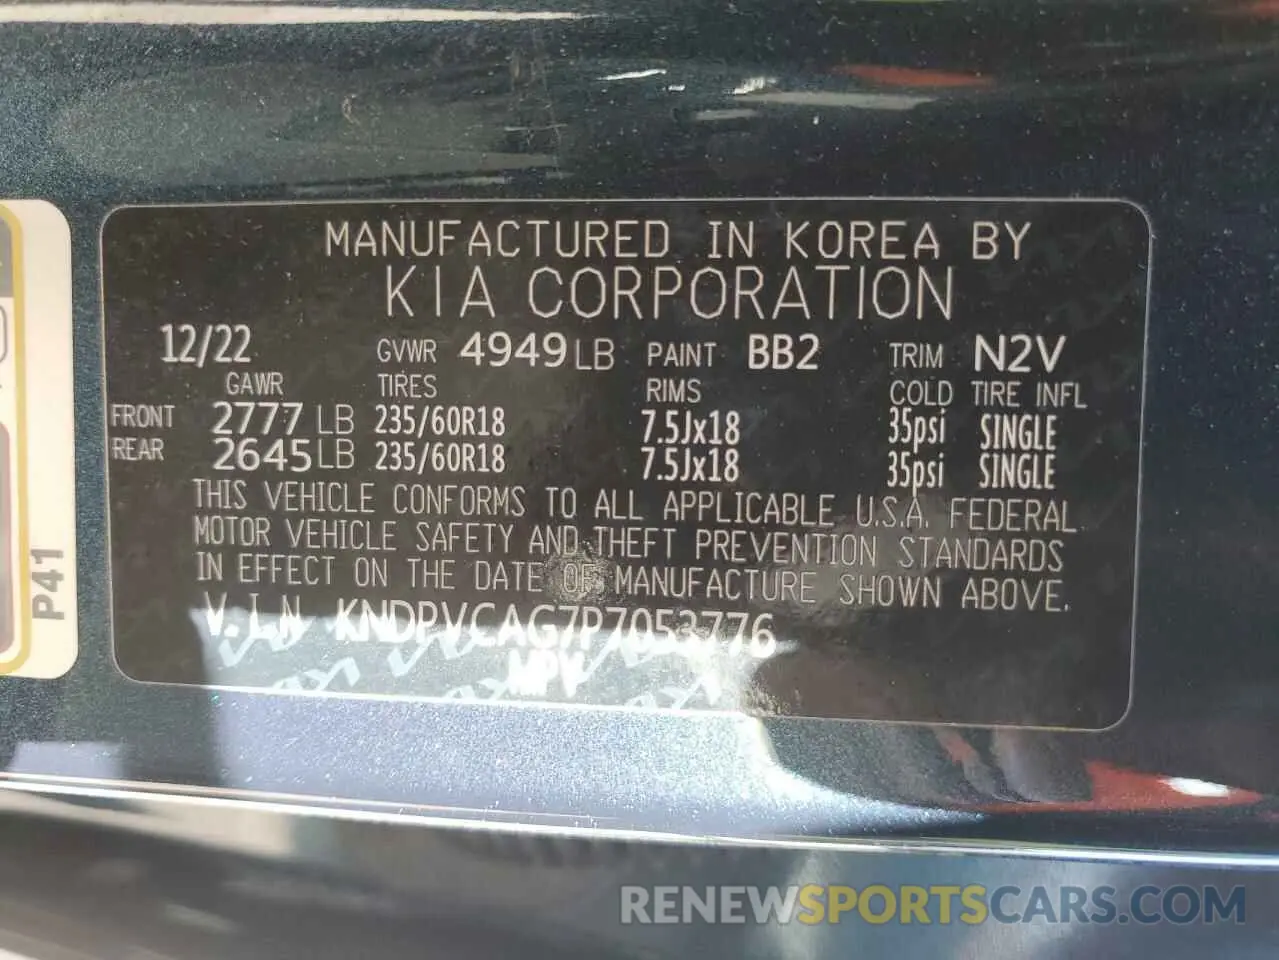 MANUFACTURED IN KOREA BY
KIA CORPORATION
12/22 GVWR 4949 LB PAINT BB2 TRIM N2V
GAWR TIRES RIMS COLD TIRE INFL
FRONT 2777 LB 235/60R18 7.5Jx18 35psi SINGLE
REAR 2645 LB 235/60R18 7.5Jx18 35psi SINGLE
THIS VEHICLE CONFORMS TO ALL APPLICABLE U.S.A. FEDERAL
MOTOR VEHICLE SAFETY AND THEFT PREVENTION STANDARDS
IN EFFECT ON THE DATE OF MANUFACTURE SHOWN ABOVE.
V.I.N KNDPVCAG7P7053776
MPV
P41
RENEWSPORTSCARS.COM